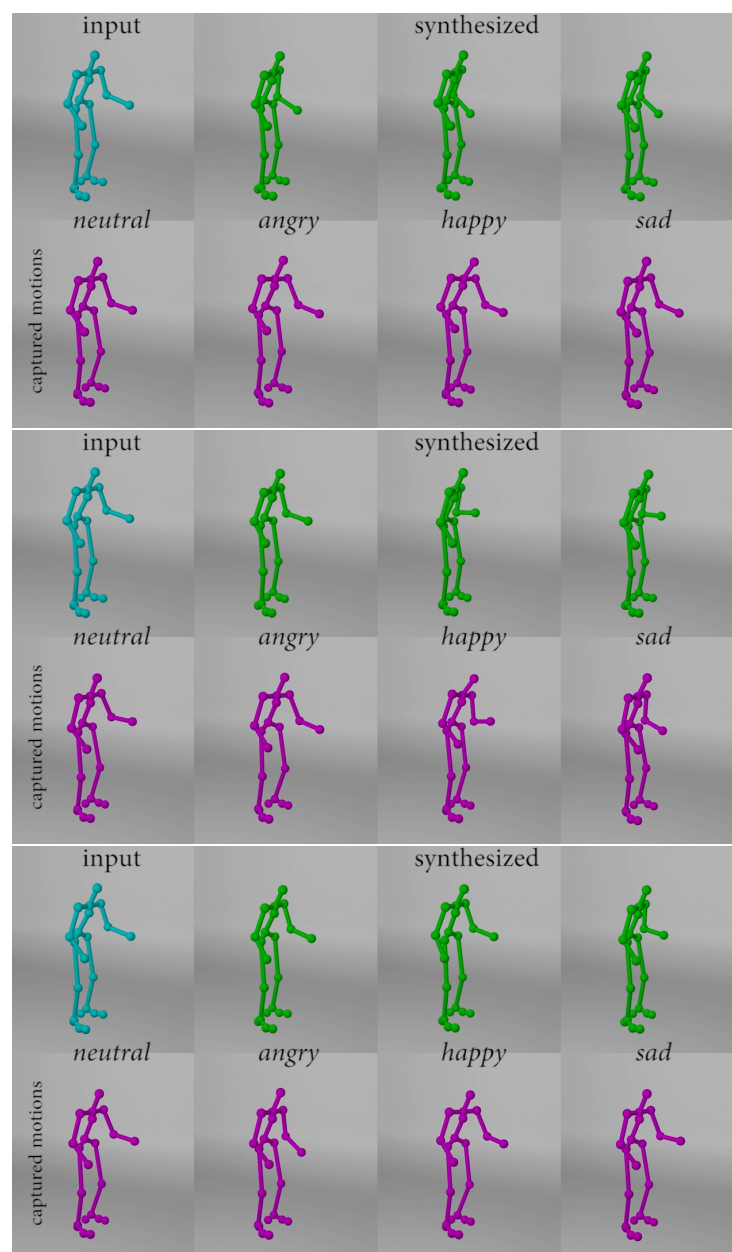 input synthesized
neutral angry happy sad
captured motions
input synthesized
neutral angry happy sad
captured motions
input synthesized
neutral angry happy sad
captured motions